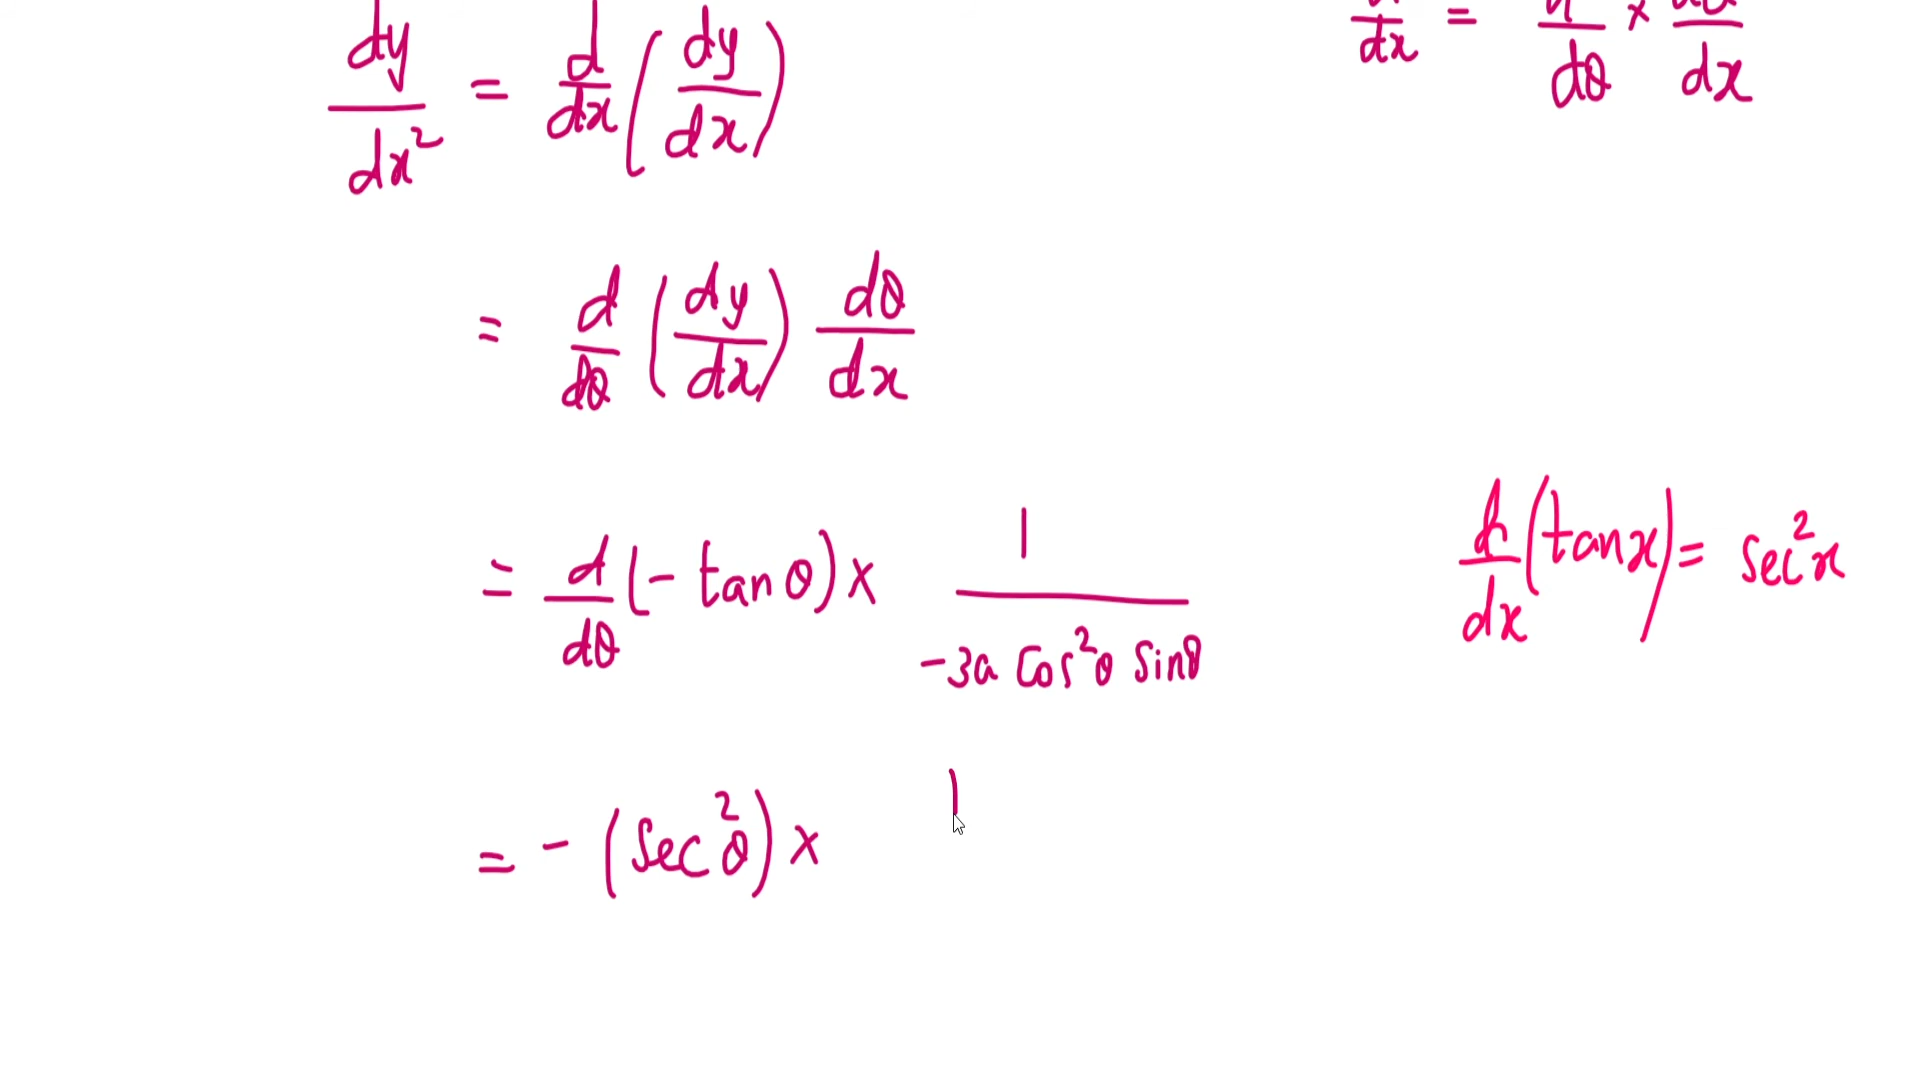 dy/dx² = d/dx (dy/dx)
d/dx = d/dθ × dθ/dx
= d/dθ (dy/dx) dθ/dx
= d/dθ (- tan θ) × 1/(-3a Cos²θ Sinθ)
d/dx (tan x) = Sec²x
= - (Sec²θ) × 1